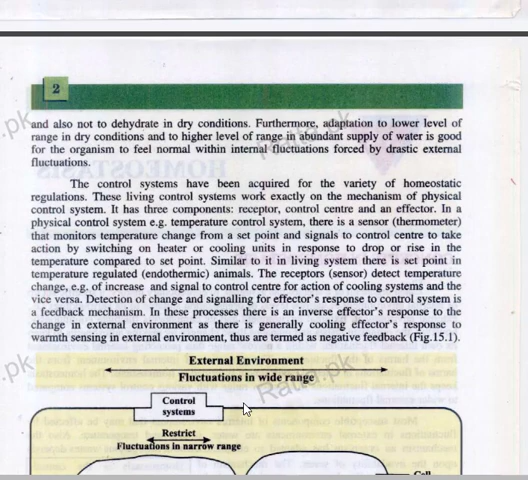 2
and also not to dehydrate in dry conditions. Furthermore, adaptation to lower level of
range in dry conditions and to higher level of range in abundant supply of water is good
for the organism to feel normal within internal fluctuations forced by drastic external
fluctuations.
The control systems have been acquired for the variety of homeostatic
regulations. These living control systems work exactly on the mechanism of physical
control system. It has three components: receptor, control centre and an effector. In a
physical control system e.g. temperature control system, there is a sensor (thermometer)
that monitors temperature change from a set point and signals to control centre to take
action by switching on heater or cooling units in response to drop or rise in the
temperature compared to set point. Similar to it in living system there is set point in
temperature regulated (endothermic) animals. The receptors (sensor) detect temperature
change, e.g. of increase and signal to control centre for action of cooling systems and the
vice versa. Detection of change and signalling for effector's response to control system is
a feedback mechanism. In these processes there is an inverse effector's response to the
change in external environment as there is generally cooling effector's response to
warmth sensing in external environment, thus are termed as negative feedback (Fig.15.1).
External Environment
Fluctuations in wide range
Control
systems
Restrict
Fluctuations in narrow range
Cell